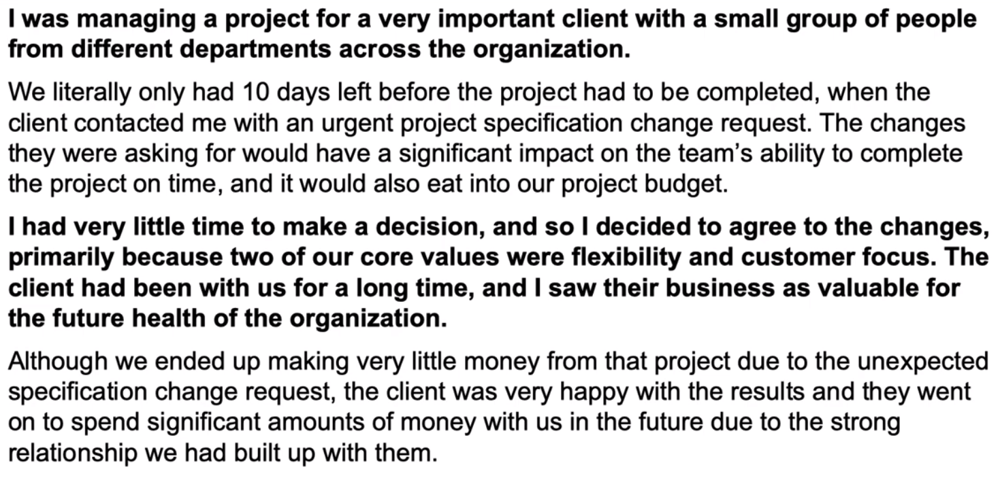 I was managing a project for a very important client with a small group of people
from different departments across the organization.
We literally only had 10 days left before the project had to be completed, when the
client contacted me with an urgent project specification change request. The changes
they were asking for would have a significant impact on the team’s ability to complete
the project on time, and it would also eat into our project budget.
I had very little time to make a decision, and so I decided to agree to the changes,
primarily because two of our core values were flexibility and customer focus. The
client had been with us for a long time, and I saw their business as valuable for
the future health of the organization.
Although we ended up making very little money from that project due to the unexpected
specification change request, the client was very happy with the results and they went
on to spend significant amounts of money with us in the future due to the strong
relationship we had built up with them.